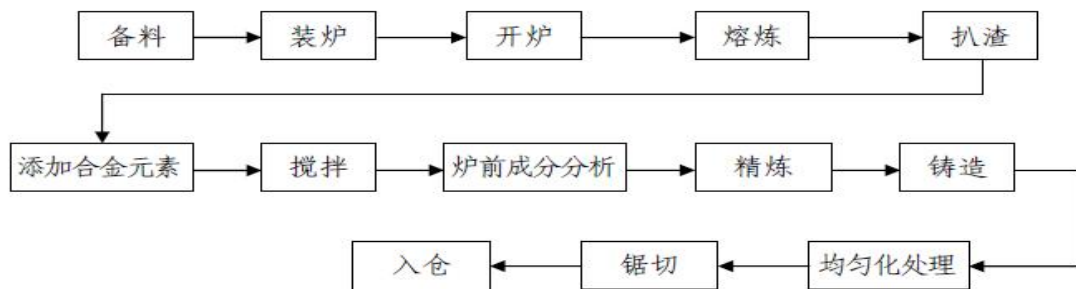 备料 装炉 开炉 熔炼 扒渣
添加合金元素 搅拌 炉前成分分析 精炼 铸造
入仓 锯切 均匀化处理